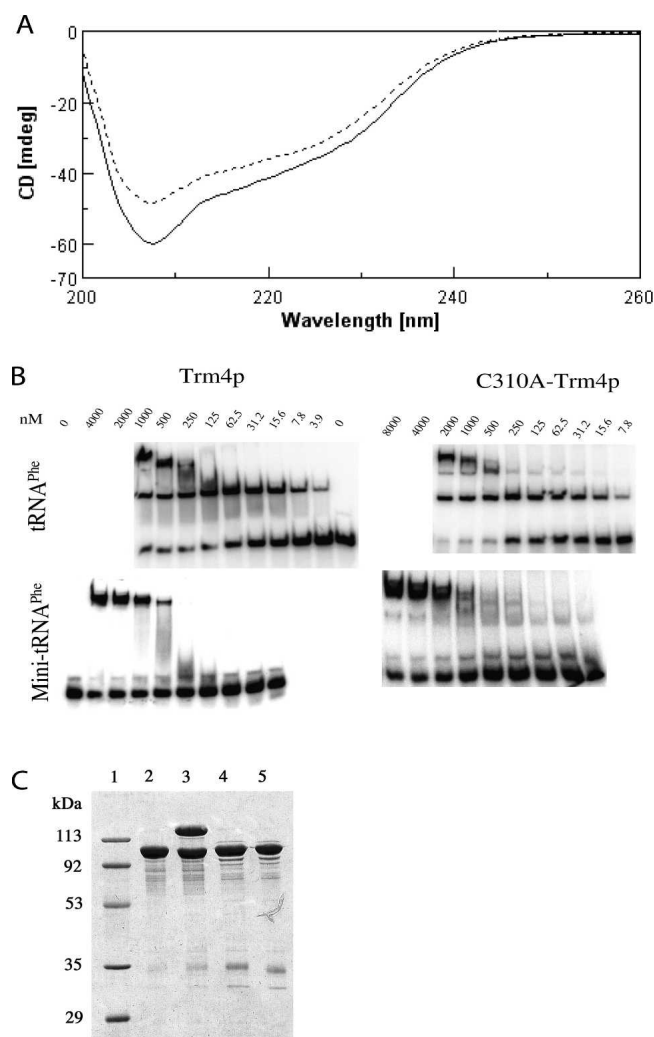 A
0
-20
CD [mdeg]
-40
-60
-70
200
220
240
260
Wavelength [nm]
B
Trm4p
C310A-Trm4p
nM
0 4000 2000 1000 500 250 125 62.5 31.2 15.6 7.8 3.9 0
8000 4000 2000 1000 500 250 125 62.5 31.2 15.6 7.8
tRNAPhe
Mini-tRNAPhe
C
1 2 3 4 5
kDa
113
92
53
35
29